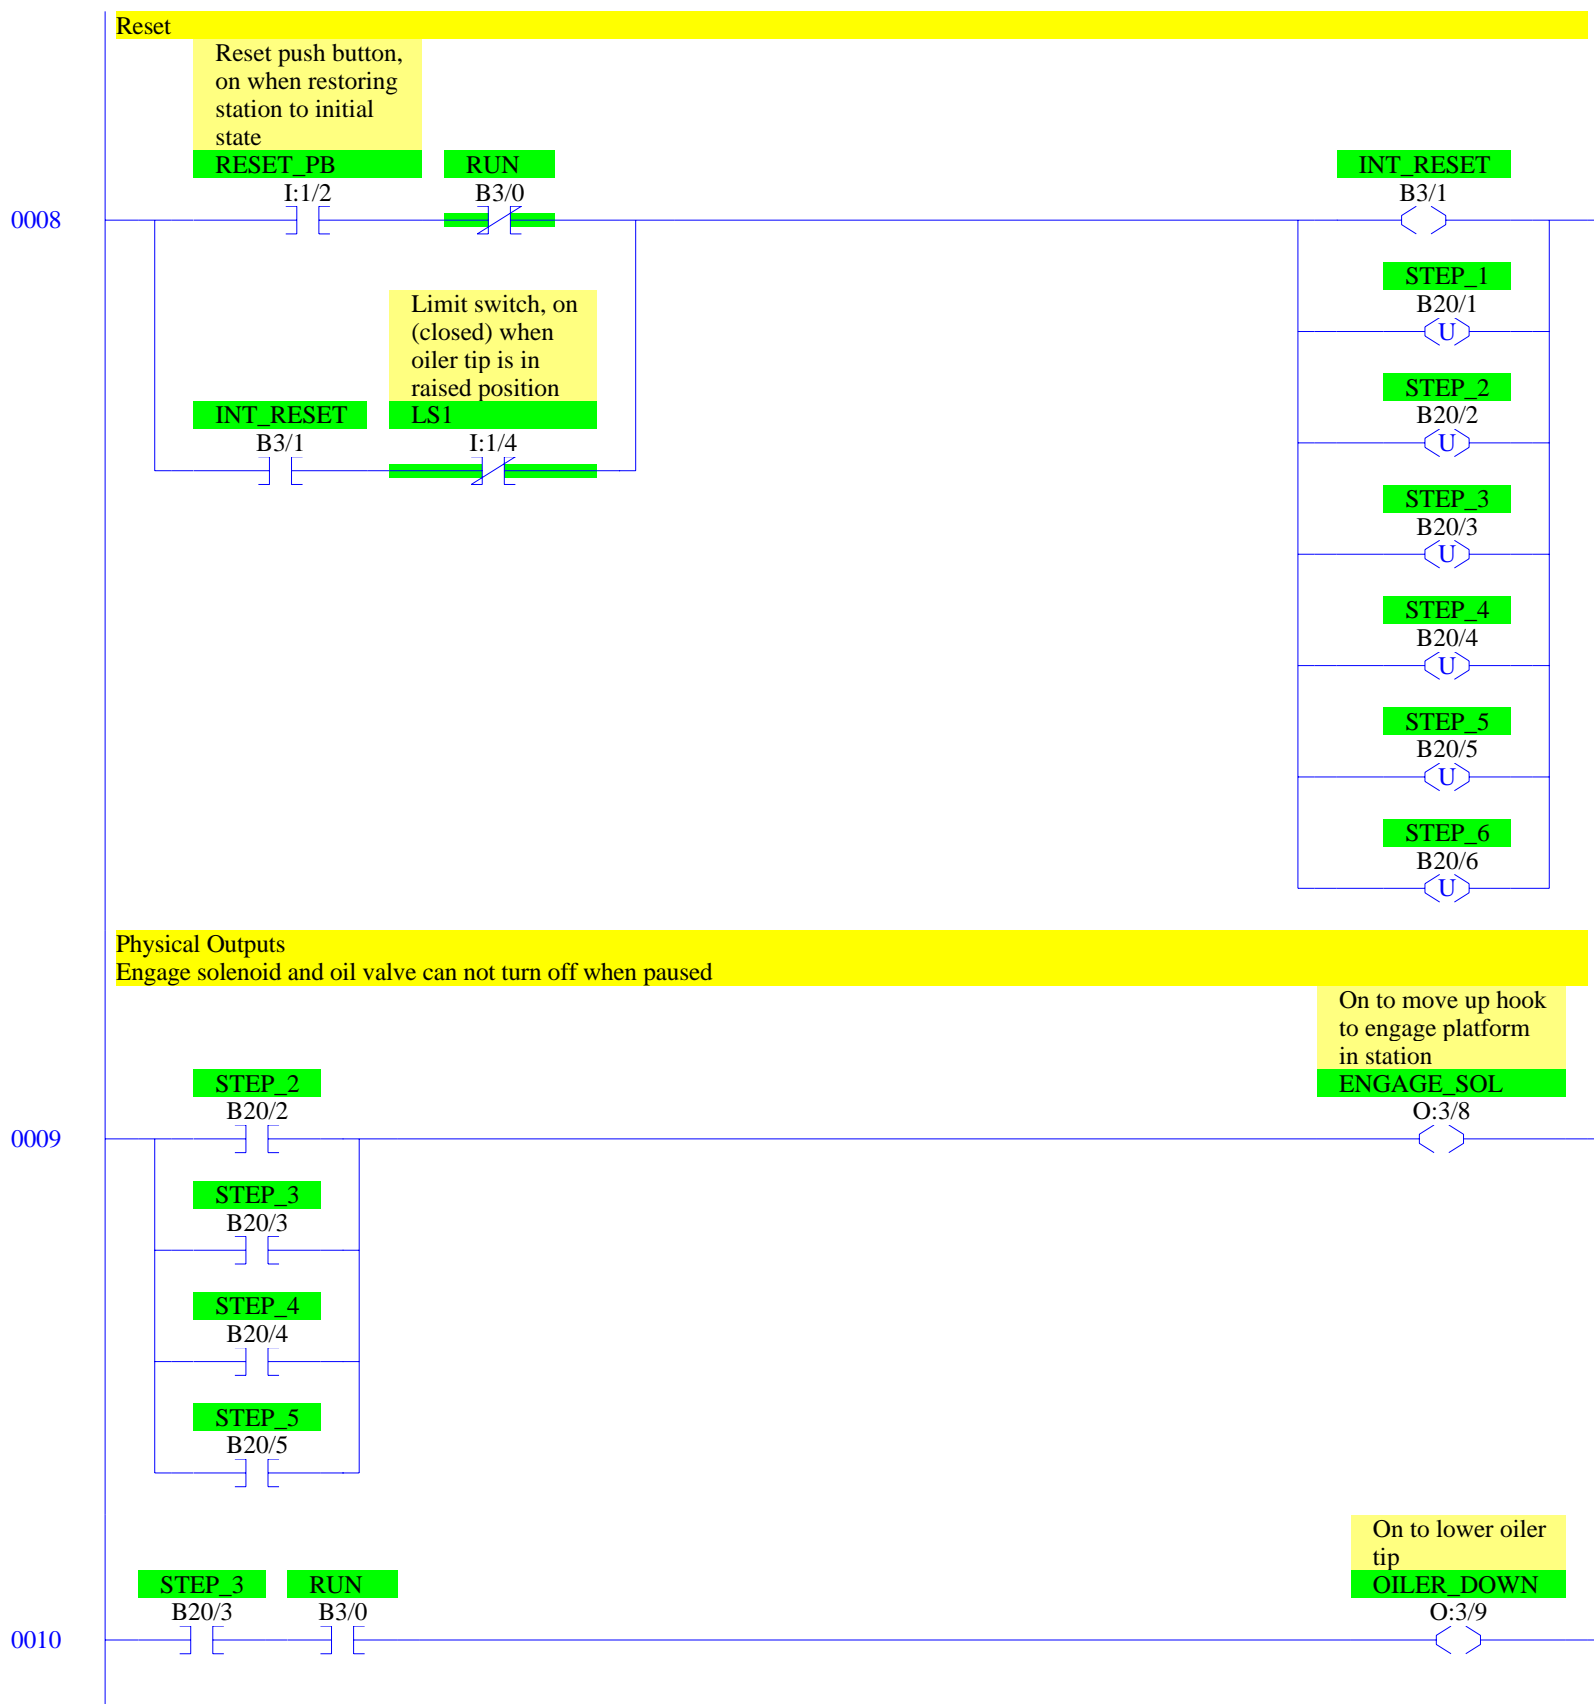 Reset
Reset push button,
on when restoring
station to initial
state
RESET_PB
I:1/2
RUN
B3/0
INT_RESET
B3/1
0008
STEP_1
B20/1
U
Limit switch, on
(closed) when
oiler tip is in
raised position
INT_RESET
B3/1
LS1
I:1/4
STEP_2
B20/2
U
STEP_3
B20/3
U
STEP_4
B20/4
U
STEP_5
B20/5
U
STEP_6
B20/6
U
Physical Outputs
Engage solenoid and oil valve can not turn off when paused
On to move up hook
to engage platform
in station
ENGAGE_SOL
O:3/8
STEP_2
B20/2
0009
STEP_3
B20/3
STEP_4
B20/4
STEP_5
B20/5
On to lower oiler
tip
OILER_DOWN
O:3/9
STEP_3
B20/3
RUN
B3/0
0010